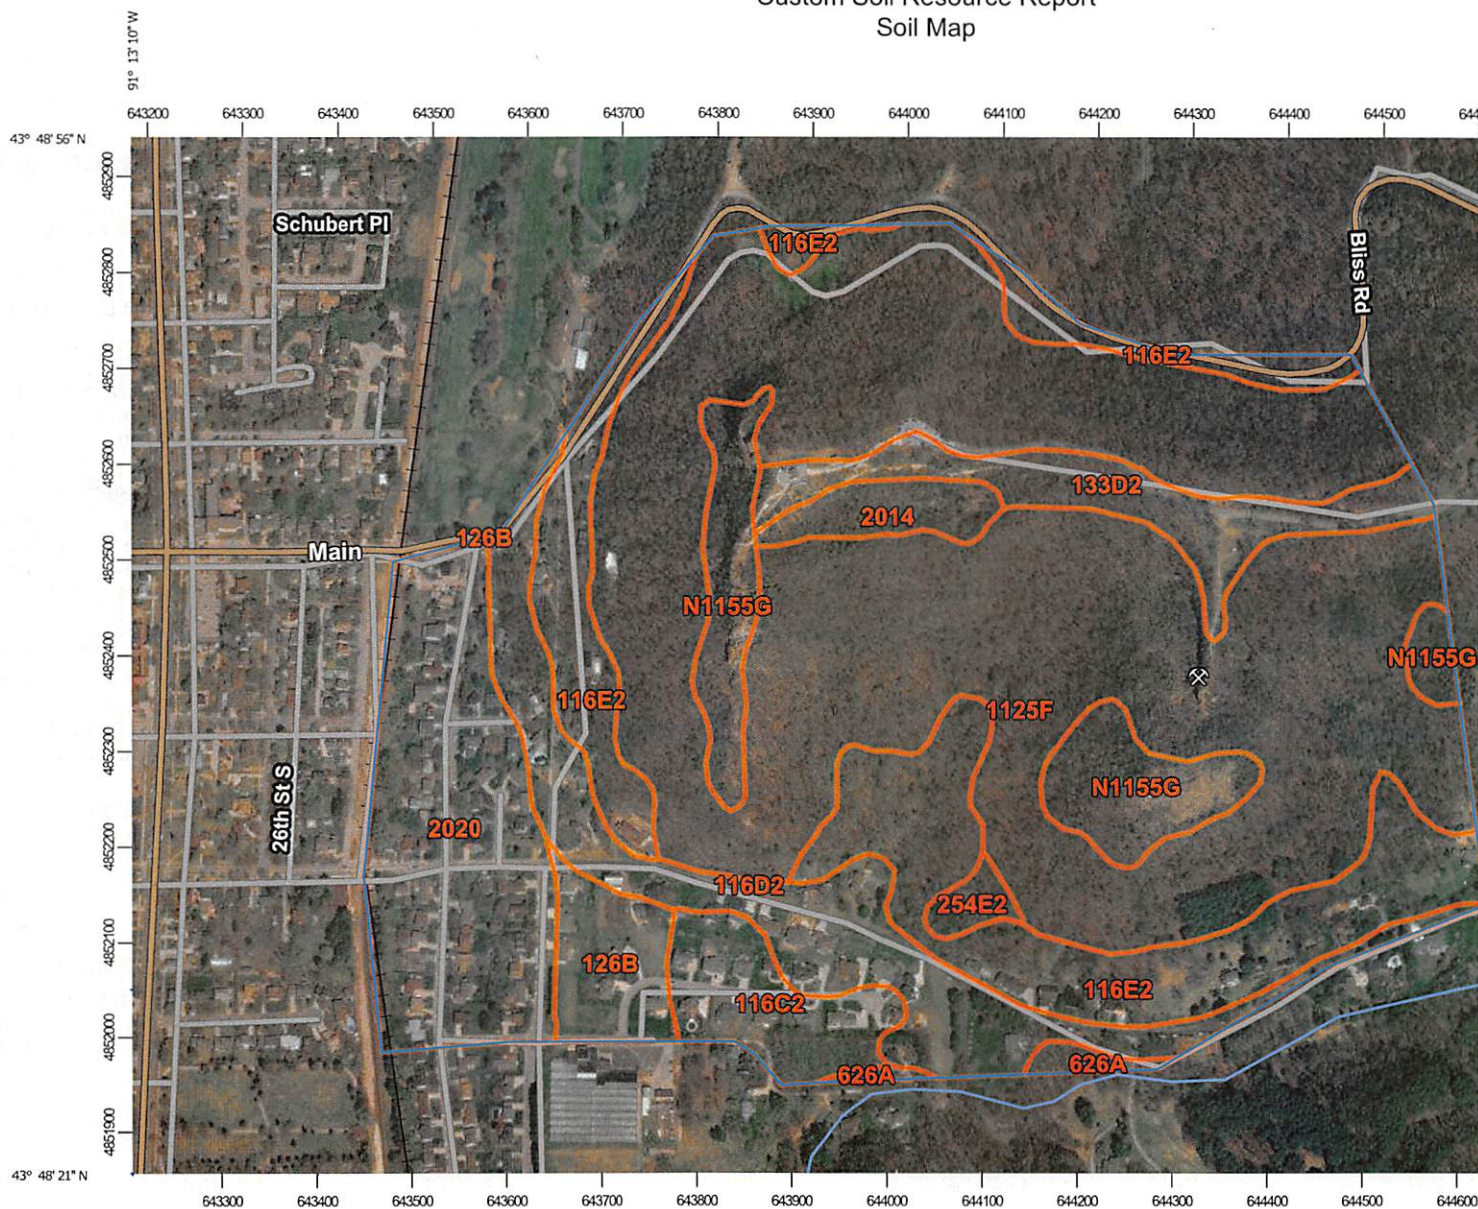 Custom Soil Resource Report
Soil Map
91° 13' 10" W
643200 643300 643400 643500 643600 643700 643800 643900 644000 644100 644200 644300 644400 644500
43° 48' 56" N
4852900
4852800
4852700
4852600
4852500
4852400
4852300
4852200
4852100
4852000
4851900
Schubert Pl
116E2
Bliss Rd
116E2
133D2
2014
126B
Main
N1155G
N1155G
116E2
1125F
N1155G
26th St S
2020
116D2
254E2
126B
116E2
116C2
626A
626A
43° 48' 21" N
643300 643400 643500 643600 643700 643800 643900 644000 644100 644200 644300 644400 644500 644600